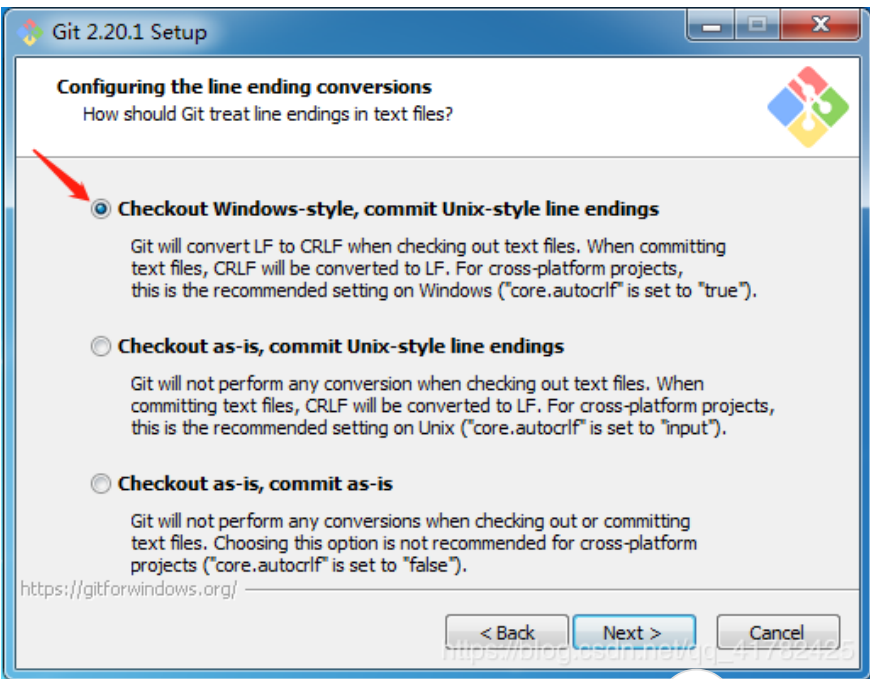 Git 2.20.1 Setup
Configuring the line ending conversions
How should Git treat line endings in text files?
Checkout Windows-style, commit Unix-style line endings
Git will convert LF to CRLF when checking out text files. When committing
text files, CRLF will be converted to LF. For cross-platform projects,
this is the recommended setting on Windows ("core.autocrlf" is set to "true").
Checkout as-is, commit Unix-style line endings
Git will not perform any conversion when checking out text files. When
committing text files, CRLF will be converted to LF. For cross-platform projects,
this is the recommended setting on Unix ("core.autocrlf" is set to "input").
Checkout as-is, commit as-is
Git will not perform any conversions when checking out or committing
text files. Choosing this option is not recommended for cross-platform
projects ("core.autocrlf" is set to "false").
https://gitforwindows.org/
< Back Next > Cancel
https://blog.csdn.net/qq_41782425